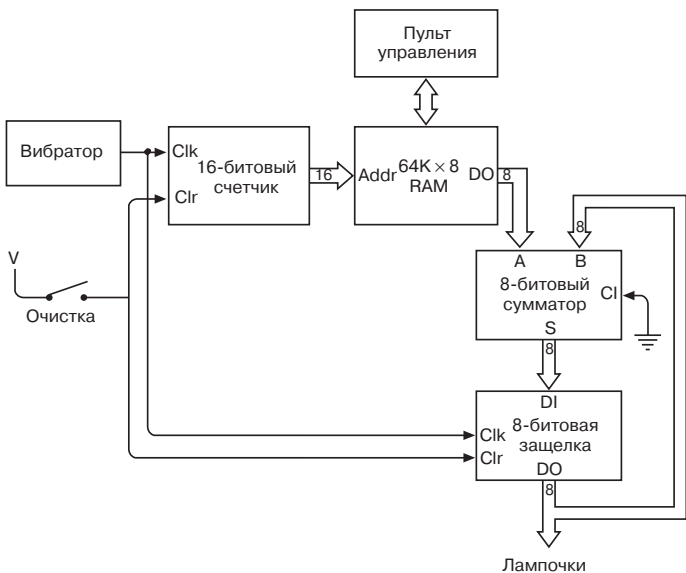 Пульт
управления
Вибратор
Clk
16-битовый
счетчик
Clr
16
Addr
64K × 8
RAM
DO
8
V
Очистка
8
A
B
8-битовый
сумматор
CI
S
8
DI
Clk
8-битовая
защелка
Clr
DO
8
Лампочки